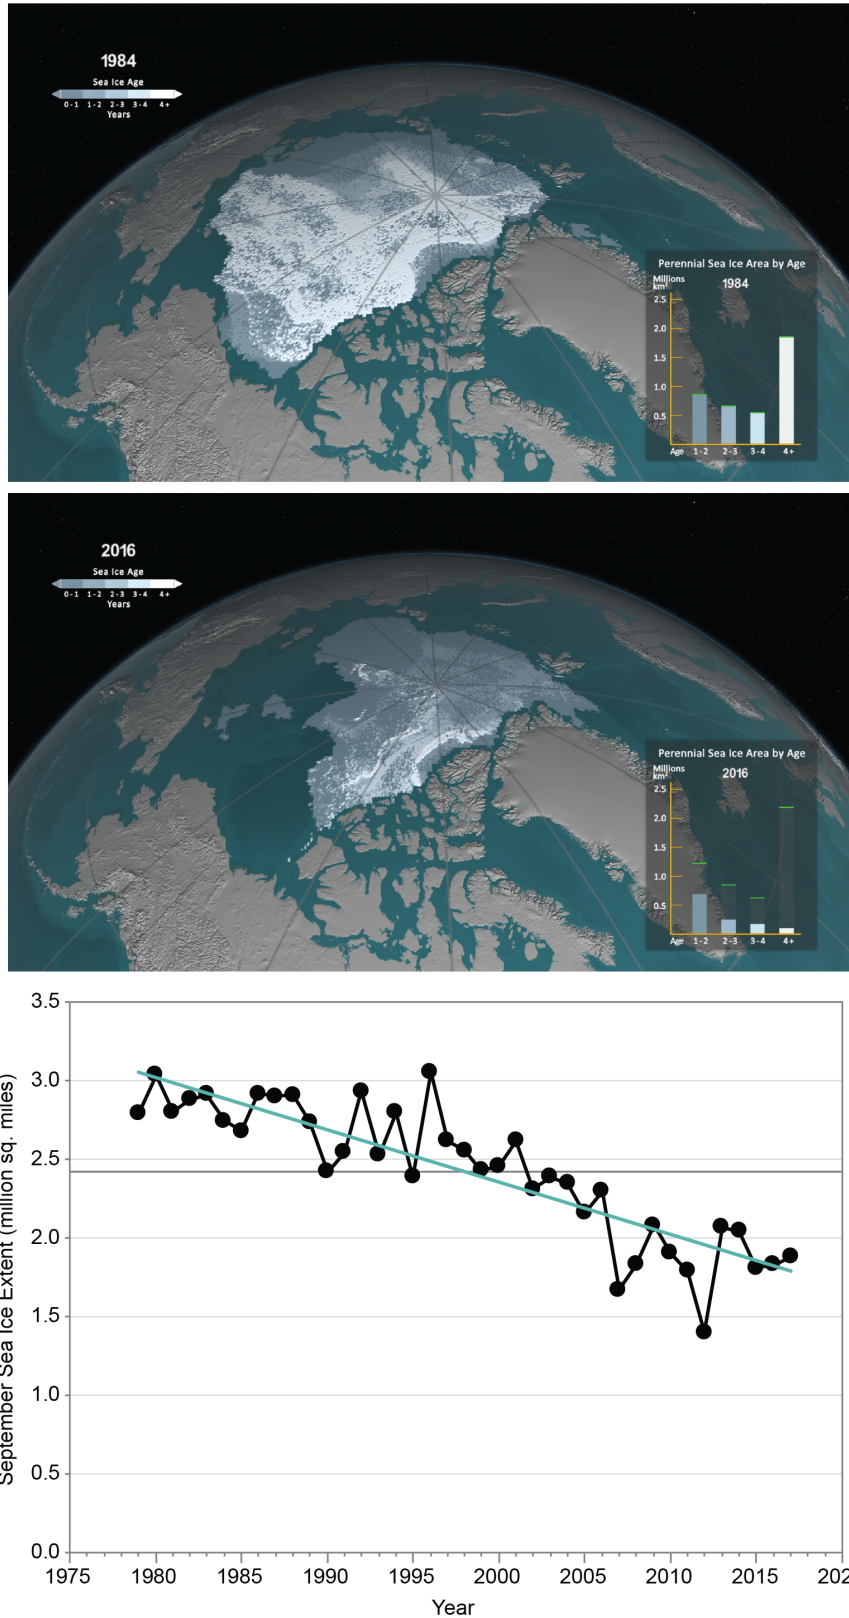 1984
Sea Ice Age
0-1 1-2 2-3 3-4 4+
Years
Perennial Sea Ice Area by Age
Millions
km²
1984
2.5
2.0
1.5
1.0
0.5
Age 1-2 2-3 3-4 4+
2016
Sea Ice Age
0-1 1-2 2-3 3-4 4+
Years
Perennial Sea Ice Area by Age
Millions
km²
2016
2.5
2.0
1.5
1.0
0.5
Age 1-2 2-3 3-4 4+
September Sea Ice Extent (million sq. miles)
3.5
3.0
2.5
2.0
1.5
1.0
0.5
0.0
1975 1980 1985 1990 1995 2000 2005 2010 2015 202
Year